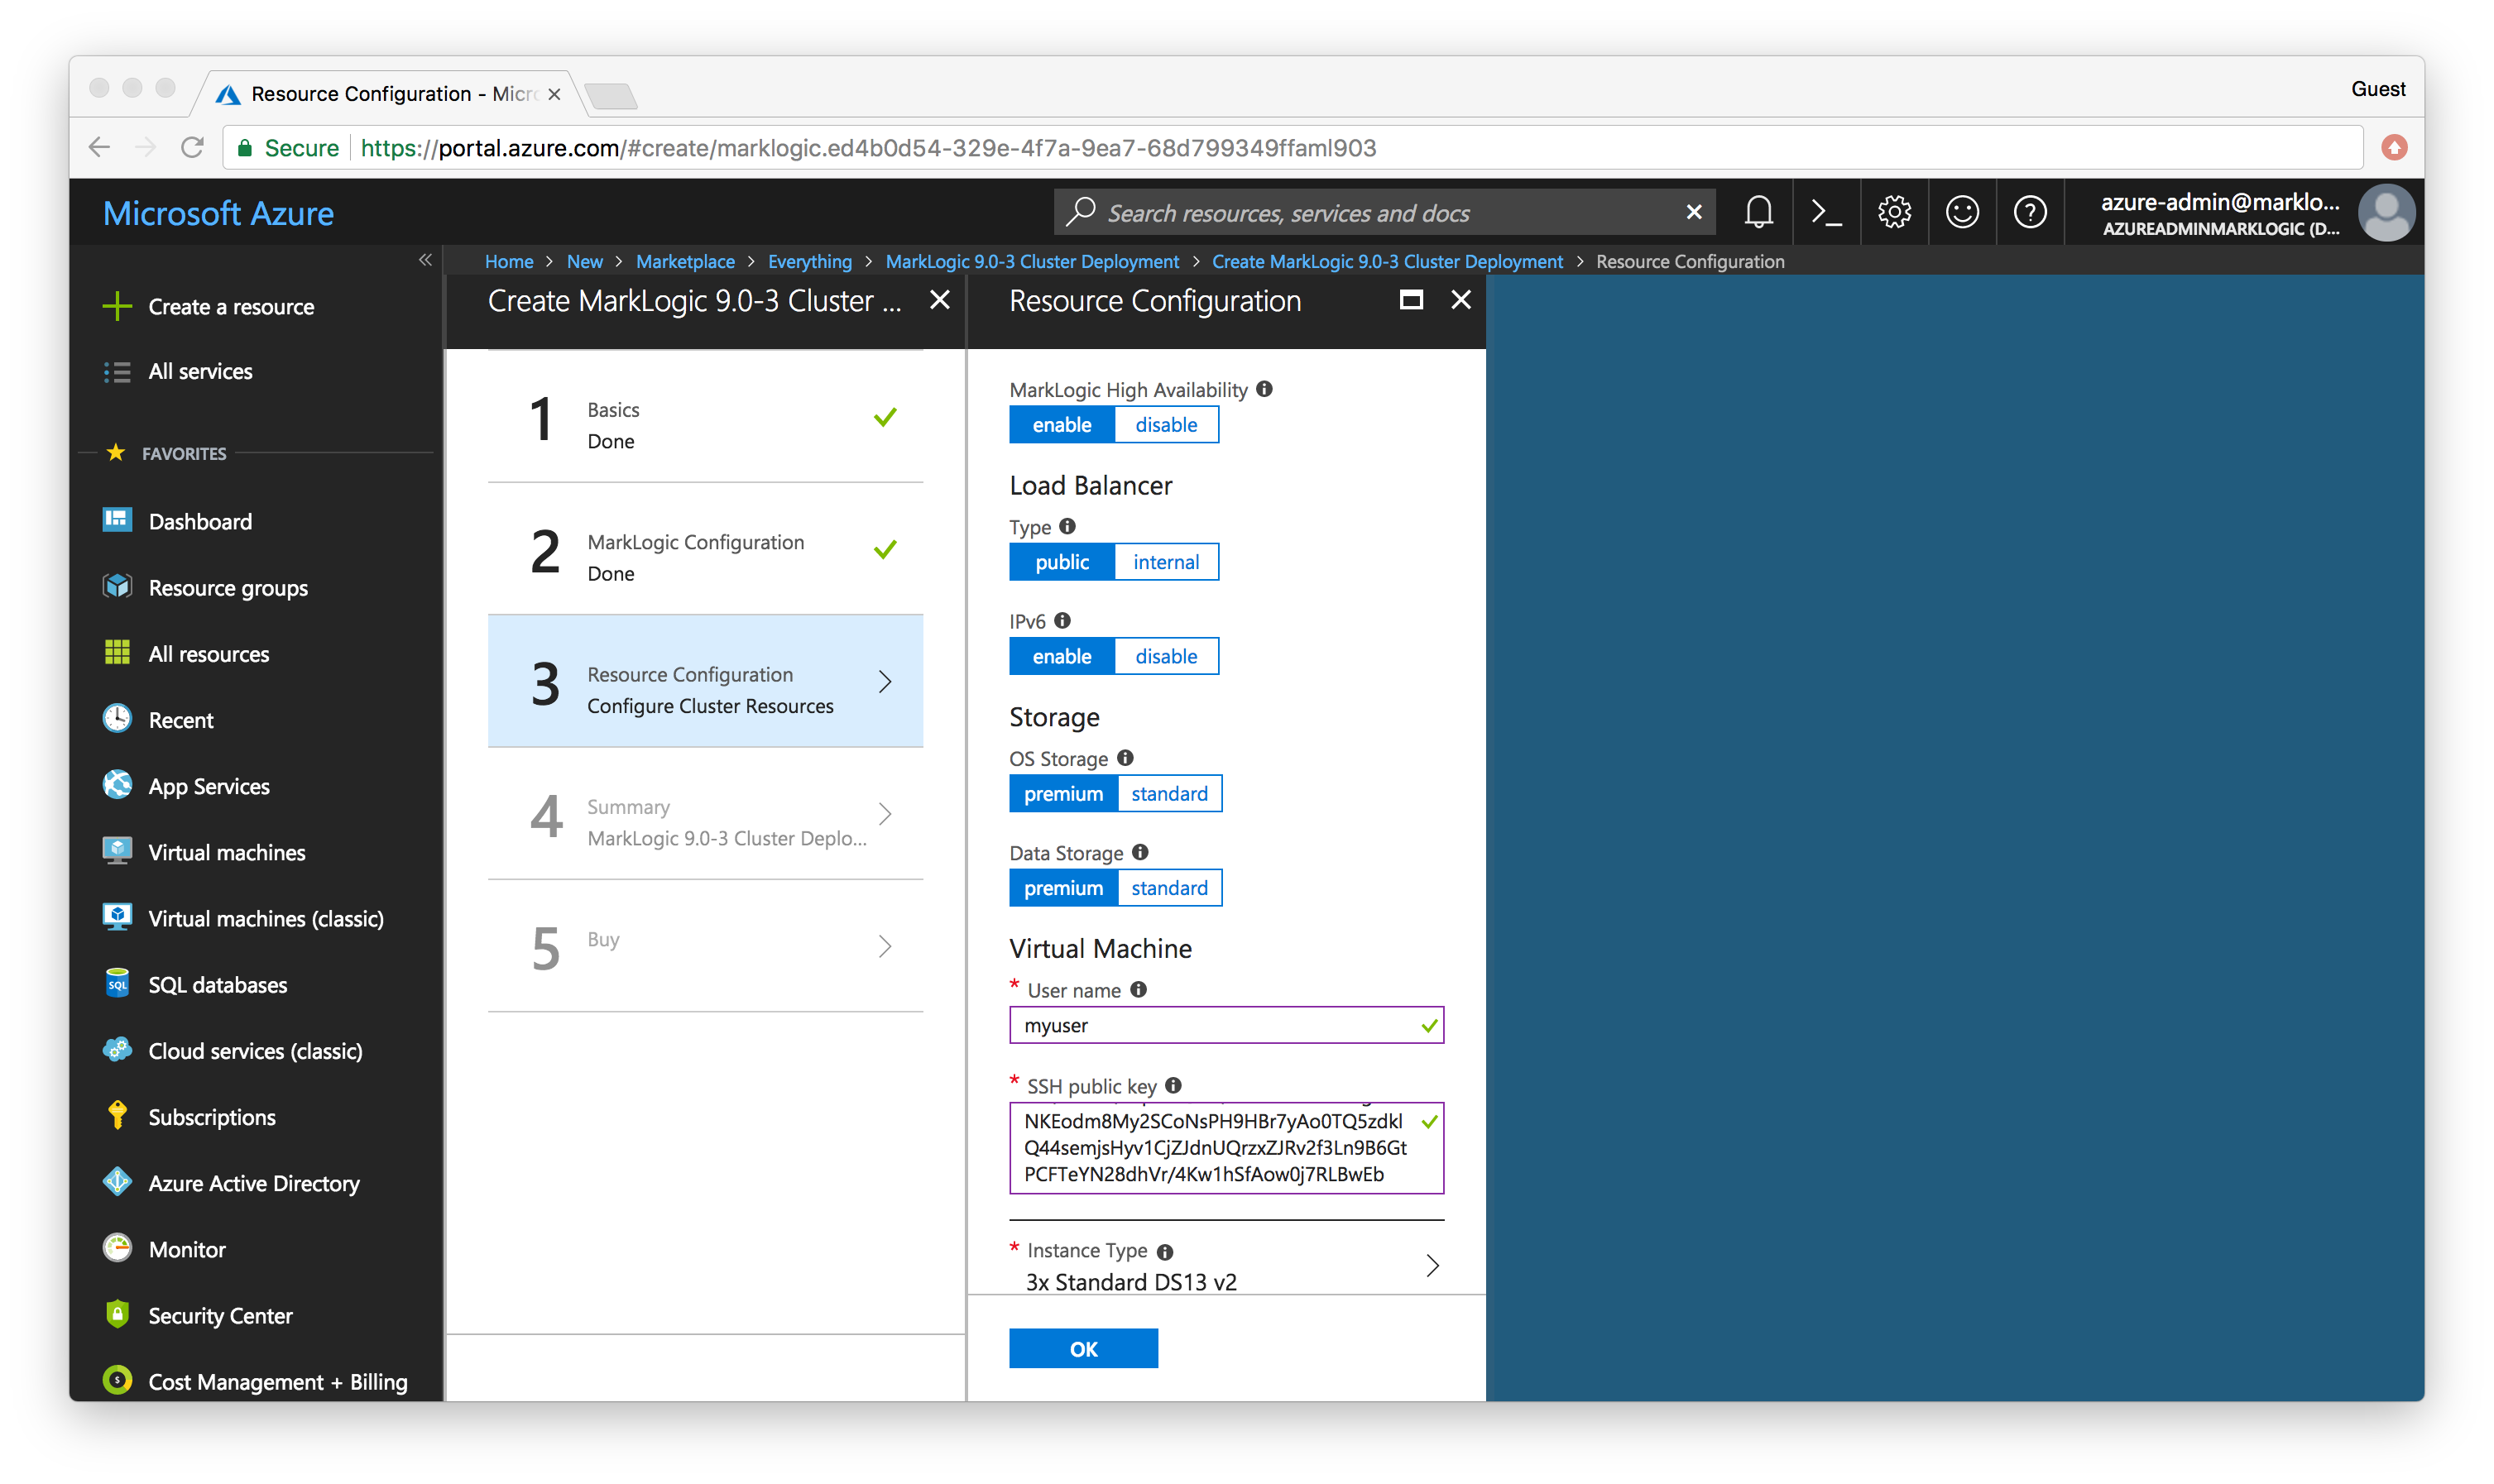 Resource Configuration - Micro
Guest
Secure https://portal.azure.com/#create/marklogic.ed4b0d54-329e-4f7a-9ea7-68d799349ffaml903
Microsoft Azure
Search resources, services and docs
azure-admin@marklo...
AZUREADMINMARKLOGIC (D...
Home > New > Marketplace > Everything > MarkLogic 9.0-3 Cluster Deployment > Create MarkLogic 9.0-3 Cluster Deployment > Resource Configuration
Create a resource
All services
FAVORITES
Dashboard
Resource groups
All resources
Recent
App Services
Virtual machines
Virtual machines (classic)
SQL databases
Cloud services (classic)
Subscriptions
Azure Active Directory
Monitor
Security Center
Cost Management + Billing
Create MarkLogic 9.0-3 Cluster ...
1 Basics
Done
2 MarkLogic Configuration
Done
3 Resource Configuration
Configure Cluster Resources
4 Summary
MarkLogic 9.0-3 Cluster Deplo...
5 Buy
Resource Configuration
MarkLogic High Availability
enable disable
Load Balancer
Type
public internal
IPv6
enable disable
Storage
OS Storage
premium standard
Data Storage
premium standard
Virtual Machine
* User name
myuser
* SSH public key
NKEodm8My2SCoNsPH9HBr7yAo0TQ5zdkl
Q44semjsHyv1CjZJdnUQrzxZJRv2f3Ln9B6Gt
PCFTeYN28dhVr/4Kw1hSfAow0j7RLBwEb
* Instance Type
3x Standard DS13 v2
OK